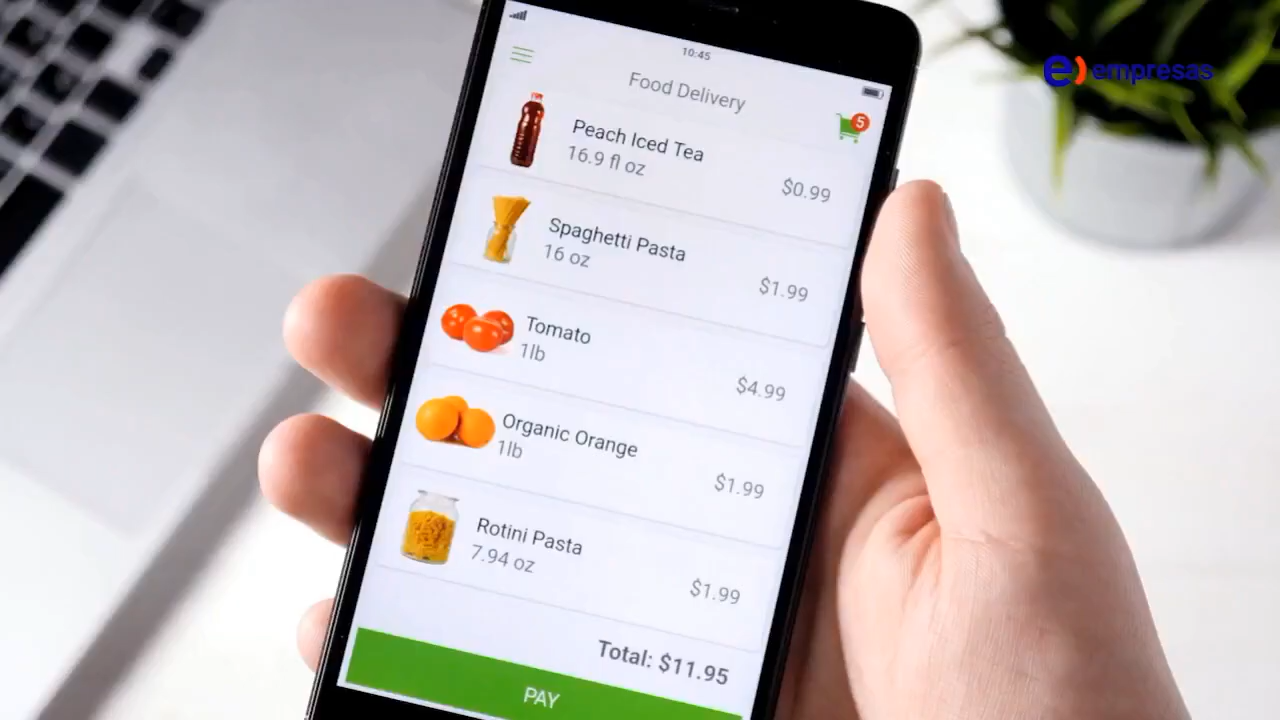 10:45
Food Delivery
5
Peach Iced Tea
16.9 fl oz
$0.99
Spaghetti Pasta
16 oz
$1.99
Tomato
1lb
$4.99
Organic Orange
1lb
$1.99
Rotini Pasta
7.94 oz
$1.99
Total: $11.95
PAY
e) empresas